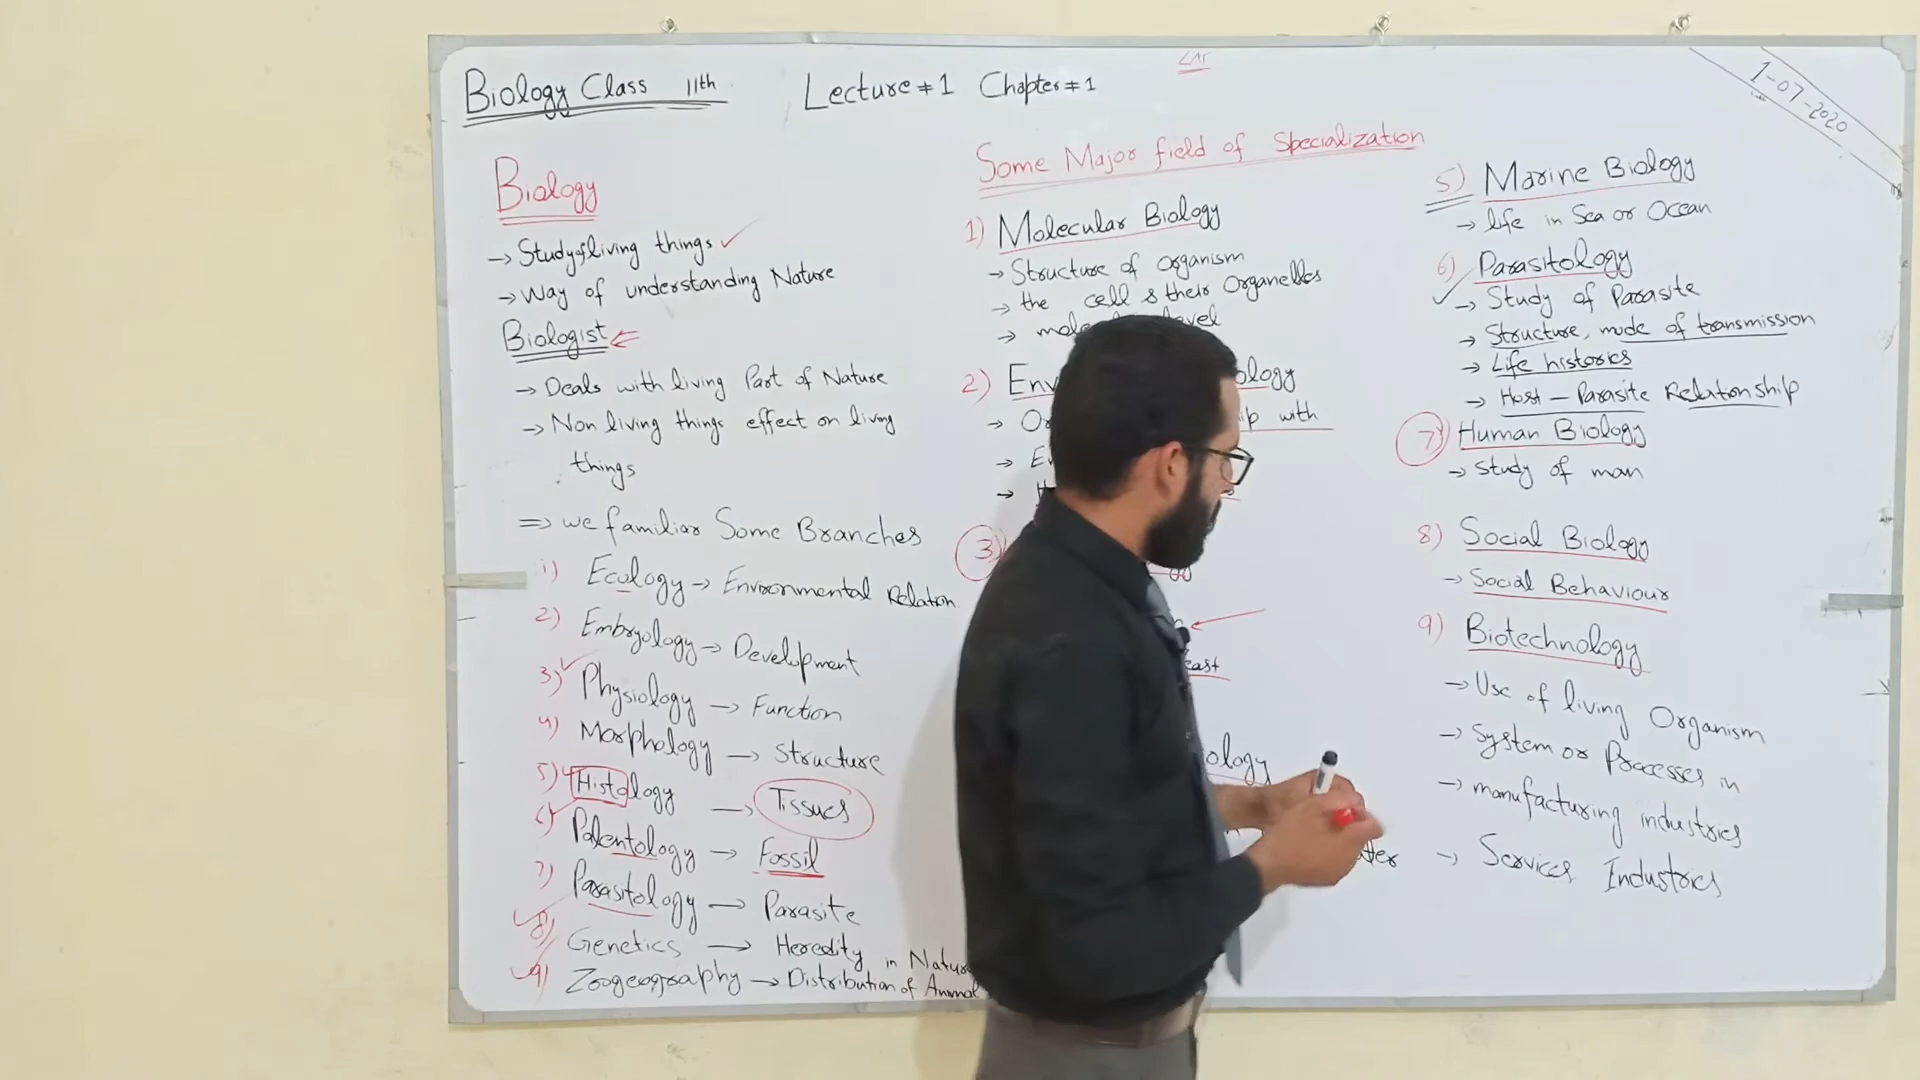 Biology Class 11th Lecture # 1 Chapter # 1
1-07-2020
Biology
→ Study of living things ✓
→ Way of understanding Nature
Biologist
→ Deals with living Part of Nature
→ Non living things effect on living
things
⇒ we familiar Some Branches
1) Ecology → Environmental Relation
2) Embryology → Development
3) Physiology → Function
4) Morphology → Structure
5) Histology → Tissues
6) Palentology → Fossil
7) Parasitology → Parasite
8) Genetics → Heredity in Nature
9) Zoogeography → Distribution of Animal
Some Major field of Specialization
1) Molecular Biology
→ Structure of organism
→ the cell & their Organelles
→ level
2) Env ology
→ ip with
→
→
3)
east
ology
ter
5) Marine Biology
→ life in Sea or Ocean
6) Parasitology
→ Study of Parasite
→ Structure, mode of transmission
→ Life histories
→ Host - Parasite Relationship
7) Human Biology
→ Study of man
8) Social Biology
→ Social Behaviour
9) Biotechnology
→ Use of living Organism
→ System or Processes in
→ manufacturing industries
→ Services Industries